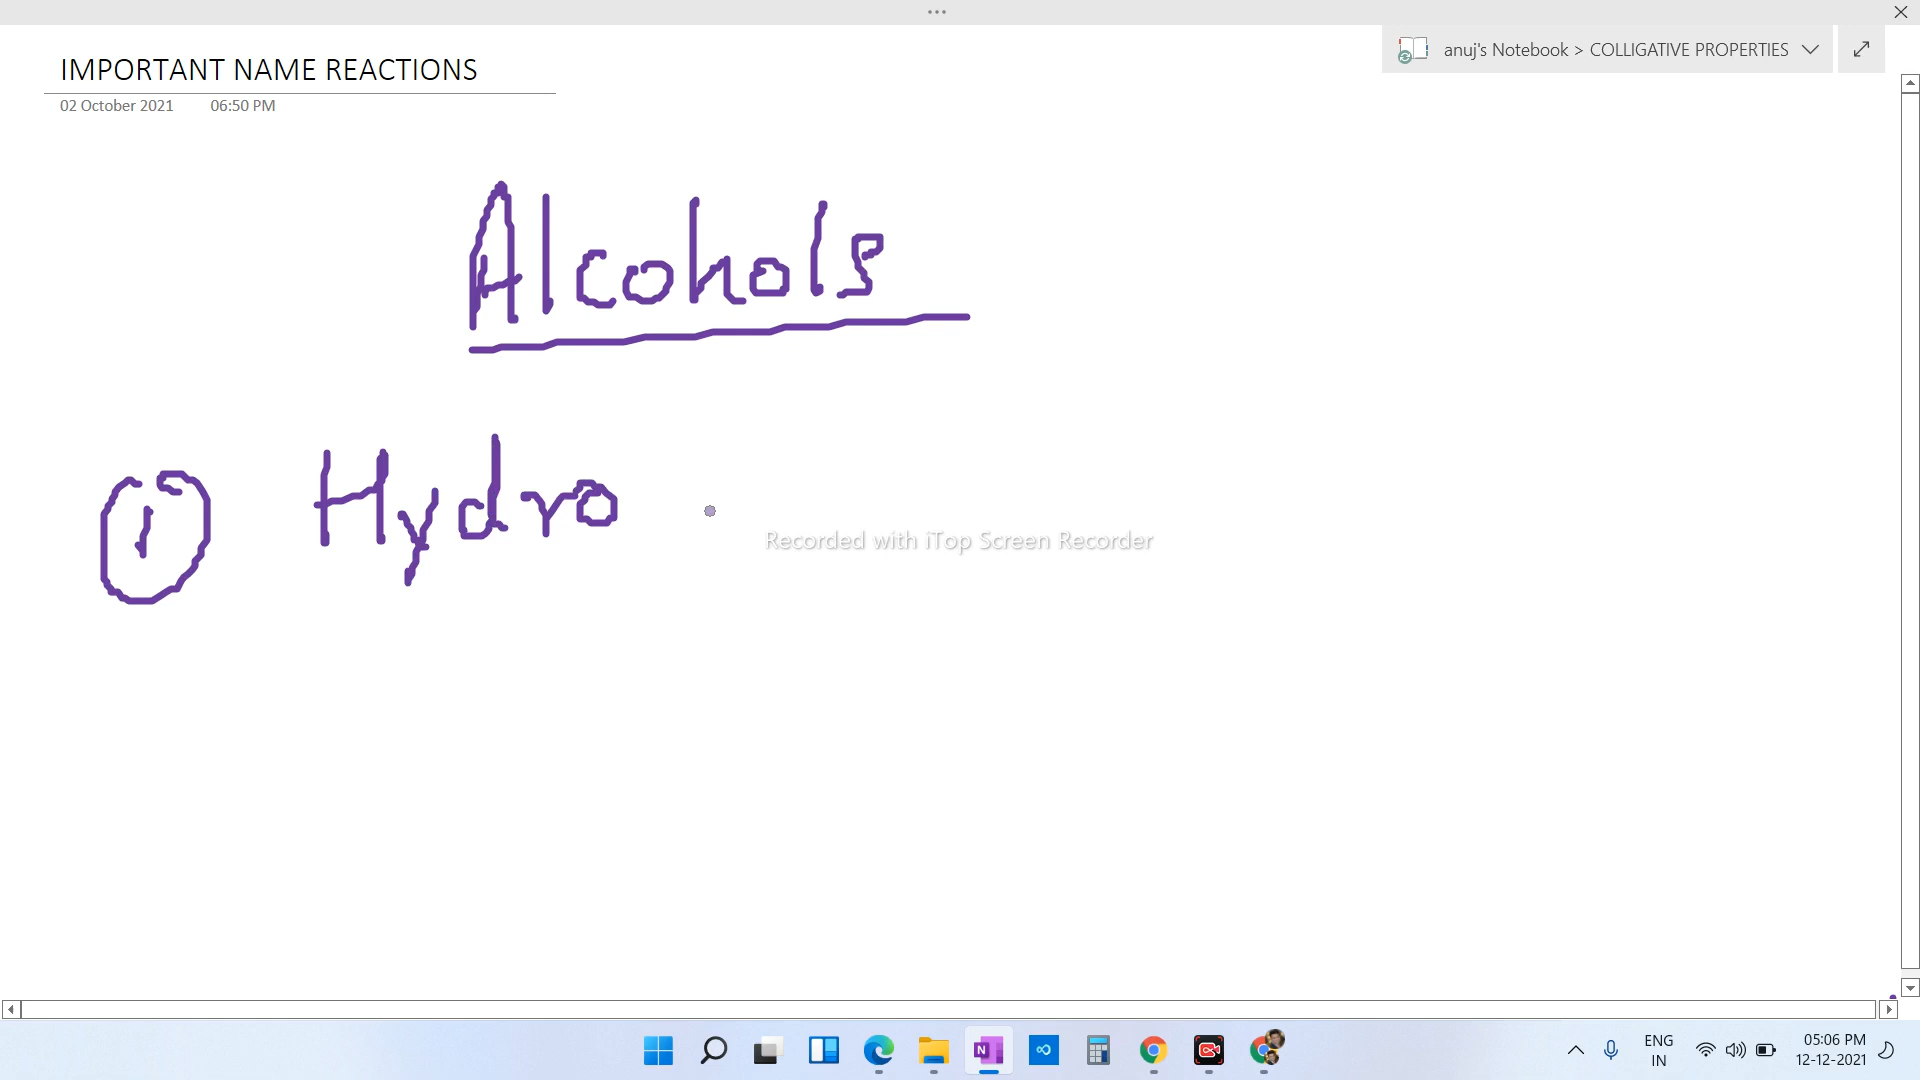 anuj's Notebook > COLLIGATIVE PROPERTIES
IMPORTANT NAME REACTIONS
02 October 2021 06:50 PM
Alcohols
1 Hydro
Recorded with iTop Screen Recorder
ENG
IN
05:06 PM
12-12-2021